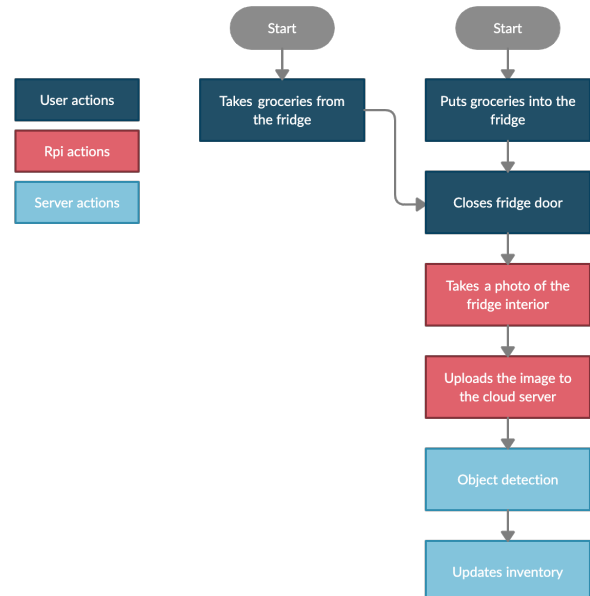 Start
Start
User actions
Takes groceries from
the fridge
Puts groceries into the
fridge
Rpi actions
Server actions
Closes fridge door
Takes a photo of the
fridge interior
Uploads the image to
the cloud server
Object detection
Updates inventory